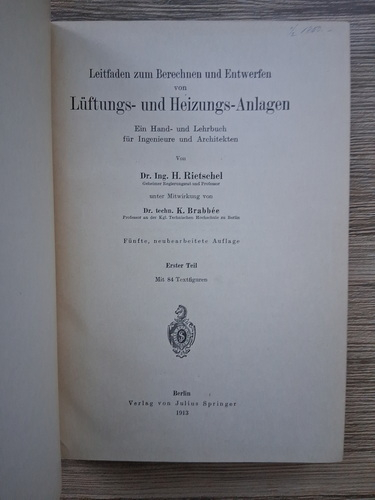 Leitfaden zum Berechnen und Entwerfen
von
Lüftungs- und Heizungs-Anlagen
Ein Hand- und Lehrbuch
für Ingenieure und Architekten
Von
Dr. Ing. H. Rietschel
Geheimer Regierungsrat und Professor
unter Mitwirkung von
Dr. techn. K. Brabbée
Professor an der Kgl. Technischen Hochschule zu Berlin
Fünfte, neubearbeitete Auflage
Erster Teil
Mit 84 Textfiguren
Berlin
Verlag von Julius Springer
1913